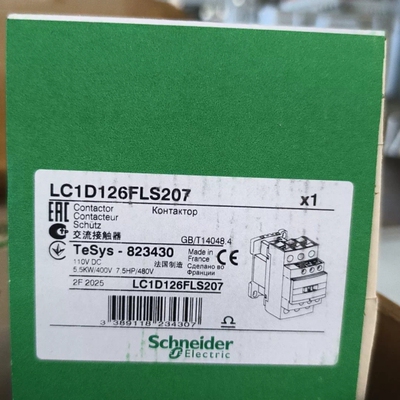 LC1D126FLS207 x1
EAC Contactor Контактор
Contacteur
Schütz
交流接触器 GB/T14048.4
TeSys - 823430 Made in France
110V DC
5.5KW/400V 7.5HP/480V 法国制造 Сделано во Франции
2F 2025 LC1D126FLS207
3 389118 234307
Schneider
Electric